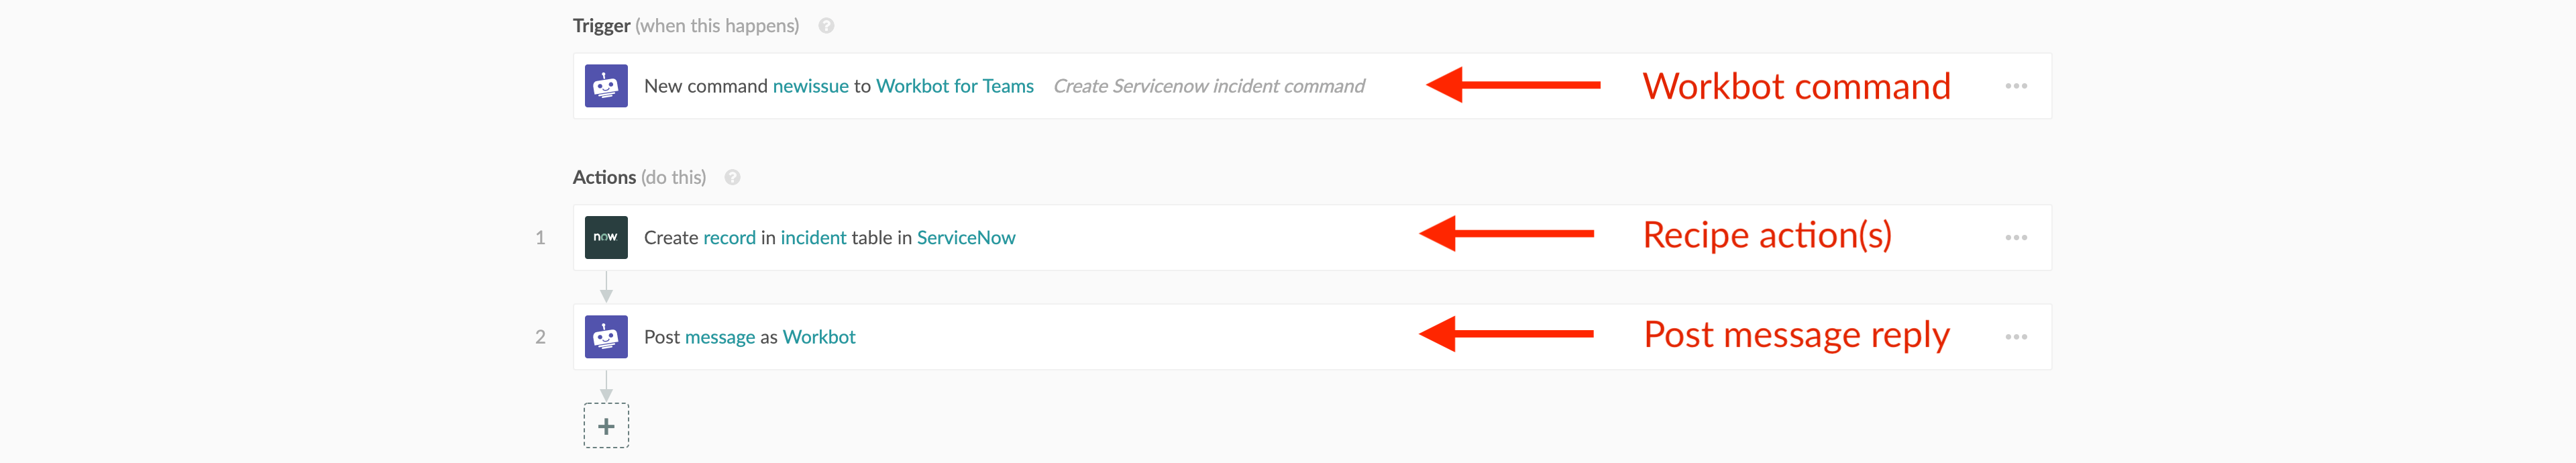 Trigger (when this happens) ?
New command newissue to Workbot for Teams Create Servicenow incident command Workbot command
Actions (do this) ?
1 now Create record in incident table in ServiceNow Recipe action(s)
2 Post message as Workbot Post message reply